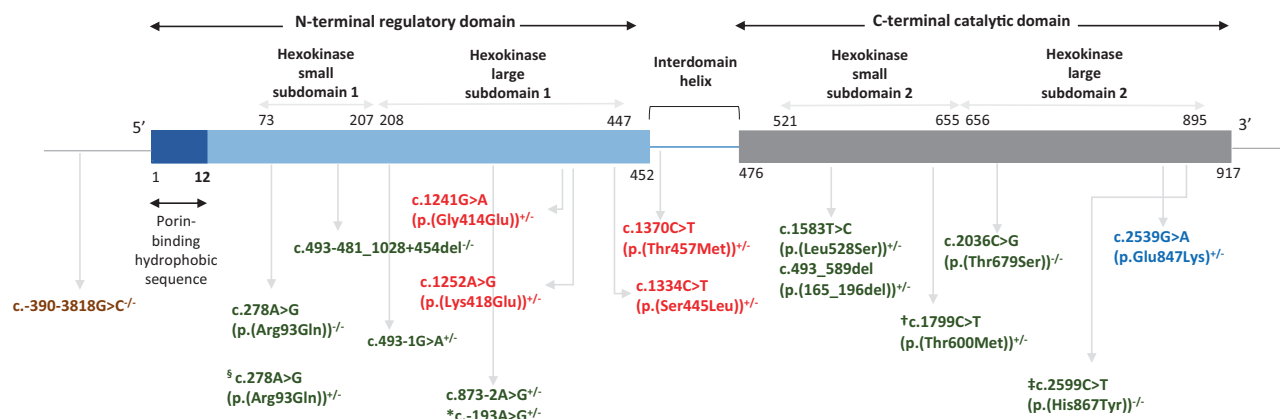 N-terminal regulatory domain
C-terminal catalytic domain
Hexokinase
small
subdomain 1
Hexokinase
large
subdomain 1
Interdomain
helix
Hexokinase
small
subdomain 2
Hexokinase
large
subdomain 2
5’
73
207
208
447
521
655
656
895
3’
1
12
452
476
917
Porin-
binding
hydrophobic
sequence
c.-390-3818G>C-/-
c.493-481_1028+454del-/-
c.278A>G
(p.(Arg93Gln))-/-
§ c.278A>G
(p.(Arg93Gln))+/-
c.493-1G>A+/-
c.1241G>A
(p.(Gly414Glu))+/-
c.1252A>G
(p.(Lys418Glu))+/-
c.873-2A>G+/-
*c.-193A>G+/-
c.1370C>T
(p.(Thr457Met))+/-
c.1334C>T
(p.(Ser445Leu))+/-
c.1583T>C
(p.(Leu528Ser))+/-
c.493_589del
(p.(165_196del))+/-
†c.1799C>T
(p.(Thr600Met))+/-
c.2036C>G
(p.(Thr679Ser))-/-
c.2539G>A
(p.Glu847Lys)+/-
‡c.2599C>T
(p.(His867Tyr))-/-